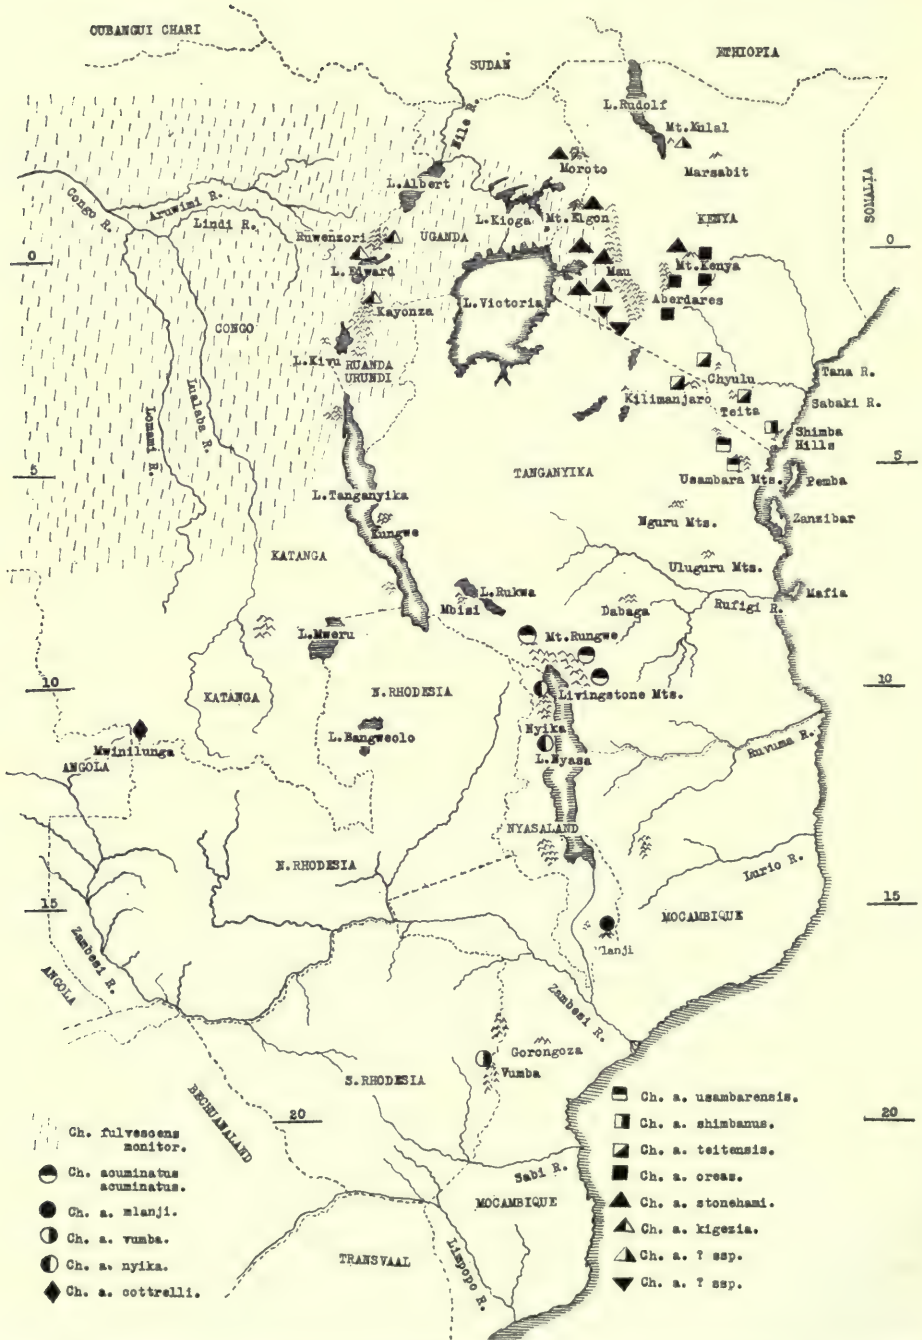 OUBANGUI CHARI
SUDAN
ETHIOPIA
L.Rudolf
Nile R.
Mt.Kulal
Moroto
Marsabit
L.Albert
SOMALIA
Congo R.
Aruwimi R.
L.Kioga
Mt.Elgon
KENYA
Lindi R.
Ruwenzori
UGANDA
0
0
L.Edward
Mau
Mt.Kenya
L.Victoria
Aberdares
Kayonza
CONGO
L.Kivu
RUANDA
URUNDI
Chyulu
Tana R.
Kilimanjaro
Teita
Sabaki R.
Lomami R.
Lualaba R.
Shimba
Hills
5
5
TANGANYIKA
Usambara Mts.
Pemba
L.Tanganyika
Nguru Mts.
Zanzibar
Kungwe
KATANGA
Uluguru Mts.
L.Rukwa
Mafia
Mbisi
Dabaga
Rufigi R.
L.Mweru
Mt.Rungwe
10
10
KATANGA
N.RHODESIA
Livingstone Mts.
Nyika
L.Bangweolo
Mwinilunga
Ruvuma R.
ANGOLA
L.Nyasa
NYASALAND
N.RHODESIA
Lurio R.
15
15
MOCAMBIQUE
Zambesi R.
Mlanji
ANGOLA
Zambesi R.
Gorongoza
Vumba
S.RHODESIA
BECHUANALAND
20
20
Sabi R.
MOCAMBIQUE
TRANSVAAL
Limpopo R.
Ch. fulvescens
monitor.
Ch. acuminatus
acuminatus.
Ch. a. mlanji.
Ch. a. vumba.
Ch. a. nyika.
Ch. a. cottrelli.
Ch. a. usambarensis.
Ch. a. shimbanus.
Ch. a. teitensis.
Ch. a. oreas.
Ch. a. stonehami.
Ch. a. kigezia.
Ch. a. ? ssp.
Ch. a. ? ssp.